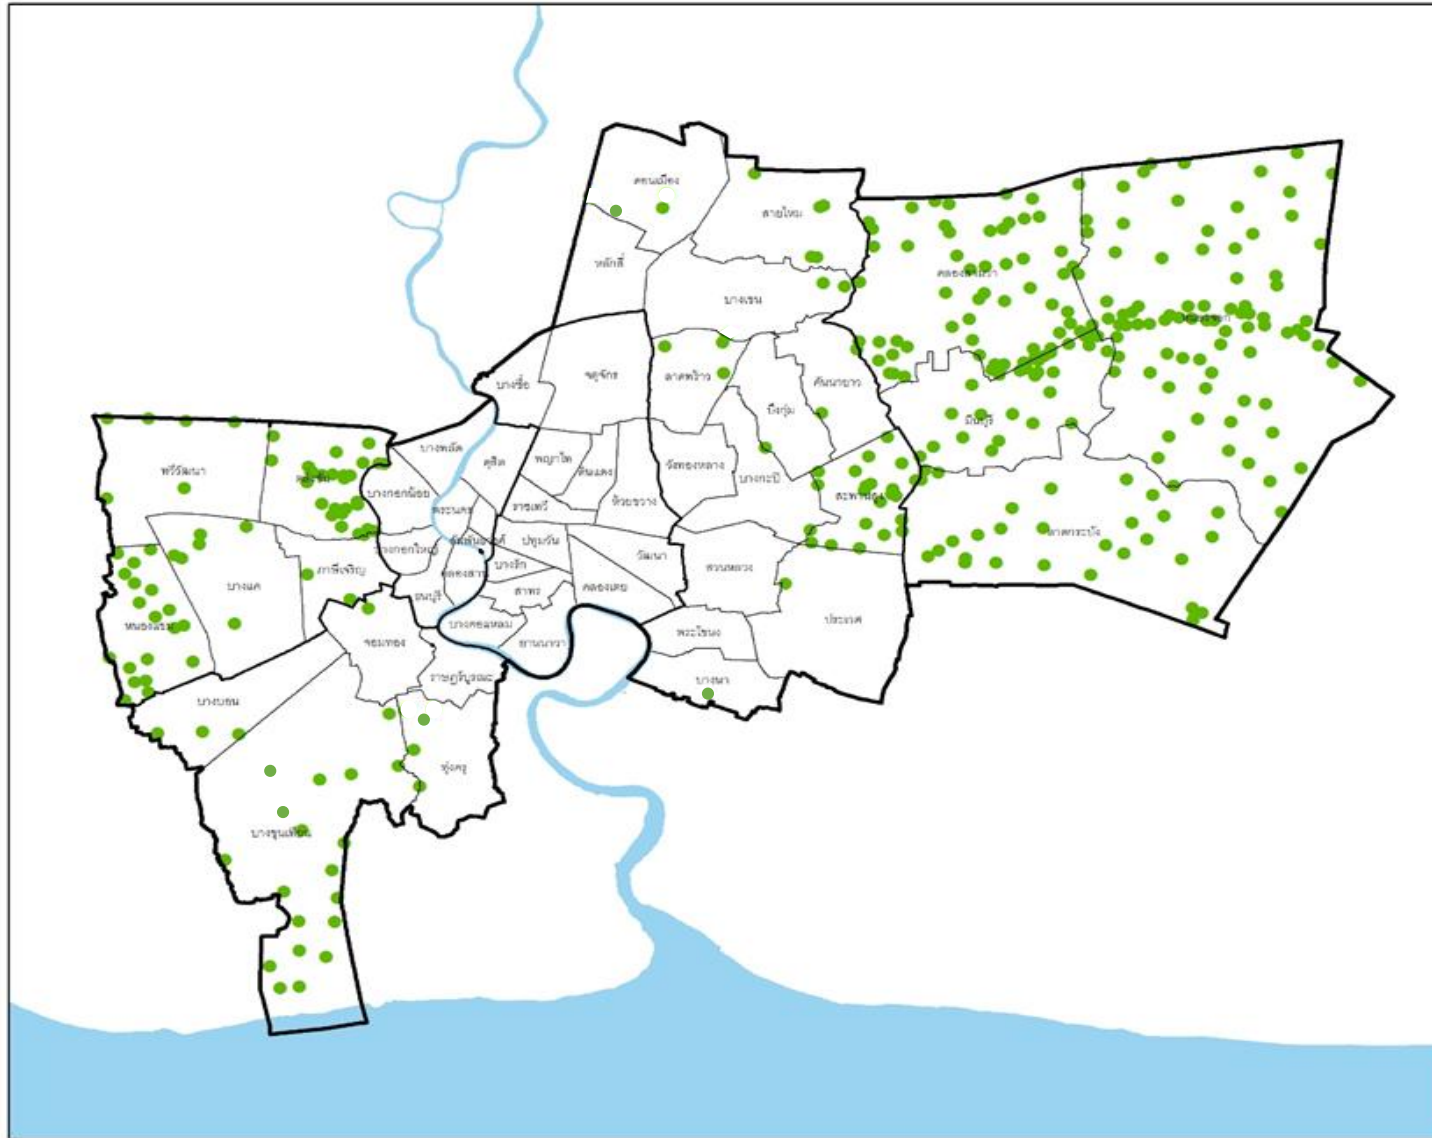 ดอนเมือง
สายไหม
หลักสี่
คลองสามวา
บางเขน
หนองจอก
บางซื่อ
จตุจักร
ลาดพร้าว
คันนายาว
บึงกุ่ม
มีนบุรี
บางพลัด
ดุสิต
พญาไท
ดินแดง
วังทองหลาง
บางกะปิ
ทวีวัฒนา
ตลิ่งชัน
บางกอกน้อย
พระนคร
ราชเทวี
ห้วยขวาง
สะพานสูง
ลาดกระบัง
บางกอกใหญ่
ปทุมวัน
วัฒนา
สวนหลวง
ภาษีเจริญ
บางแค
คลองสาน
บางรัก
สาทร
คลองเตย
ธนบุรี
ประเวศ
หนองแขม
จอมทอง
บางคอแหลม
ยานนาวา
พระโขนง
ราษฎร์บูรณะ
บางนา
บางบอน
ทุ่งครุ
บางขุนเทียน